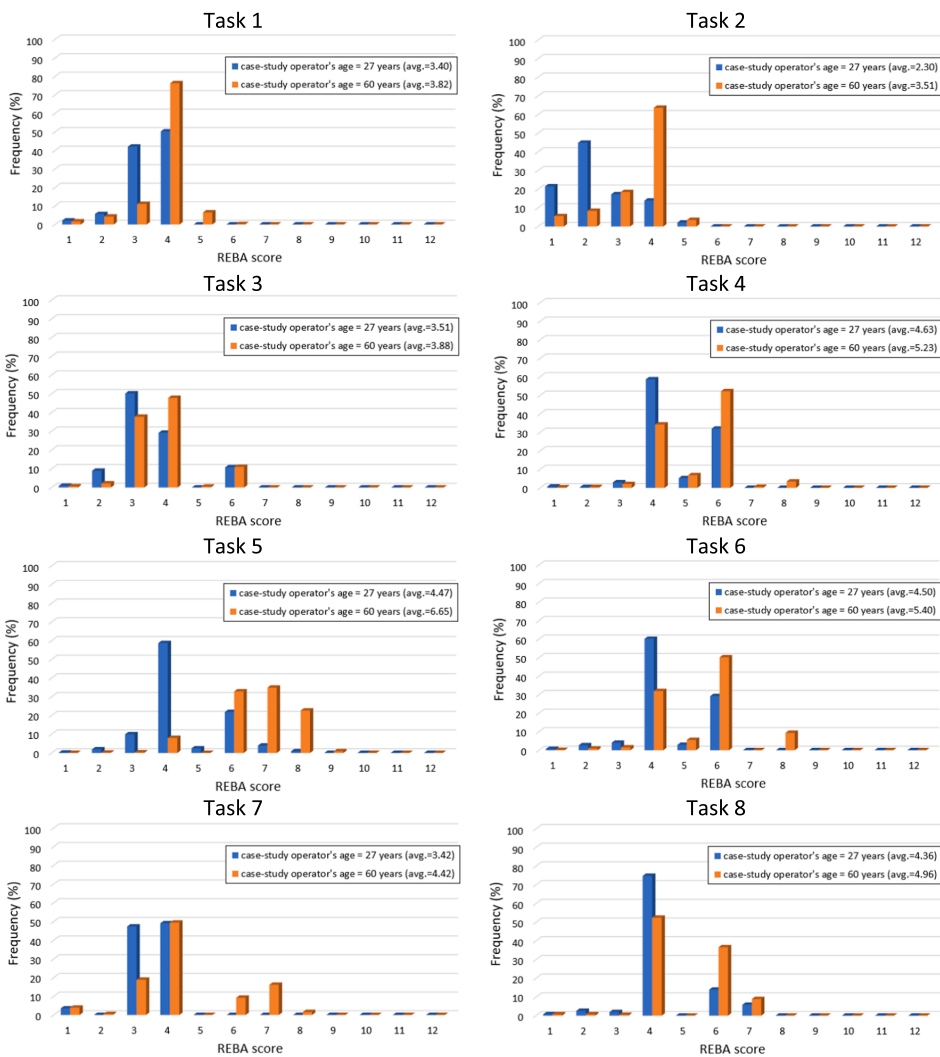 Task 1
Frequency (%)
100
90
80
70
60
50
40
30
20
10
0
case-study operator's age = 27 years (avg.=3.40)
case-study operator's age = 60 years (avg.=3.82)
1 2 3 4 5 6 7 8 9 10 11 12
REBA score
Task 2
Frequency (%)
100
90
80
70
60
50
40
30
20
10
0
case-study operator's age = 27 years (avg.=2.30)
case-study operator's age = 60 years (avg.=3.51)
1 2 3 4 5 6 7 8 9 10 11 12
REBA score
Task 3
Frequency (%)
100
90
80
70
60
50
40
30
20
10
0
case-study operator's age = 27 years (avg.=3.51)
case-study operator's age = 60 years (avg.=3.88)
1 2 3 4 5 6 7 8 9 10 11 12
REBA score
Task 4
Frequency (%)
100
90
80
70
60
50
40
30
20
10
0
case-study operator's age = 27 years (avg.=4.63)
case-study operator's age = 60 years (avg.=5.23)
1 2 3 4 5 6 7 8 9 10 11 12
REBA score
Task 5
Frequency (%)
100
90
80
70
60
50
40
30
20
10
0
case-study operator's age = 27 years (avg.=4.47)
case-study operator's age = 60 years (avg.=6.65)
1 2 3 4 5 6 7 8 9 10 11 12
REBA score
Task 6
Frequency (%)
100
90
80
70
60
50
40
30
20
10
0
case-study operator's age = 27 years (avg.=4.50)
case-study operator's age = 60 years (avg.=5.40)
1 2 3 4 5 6 7 8 9 10 11 12
REBA score
Task 7
Frequency (%)
100
90
80
70
60
50
40
30
20
10
0
case-study operator's age = 27 years (avg.=3.42)
case-study operator's age = 60 years (avg.=4.42)
1 2 3 4 5 6 7 8 9 10 11 12
REBA score
Task 8
Frequency (%)
100
90
80
70
60
50
40
30
20
10
0
case-study operator's age = 27 years (avg.=4.36)
case-study operator's age = 60 years (avg.=4.96)
1 2 3 4 5 6 7 8 9 10 11 12
REBA score